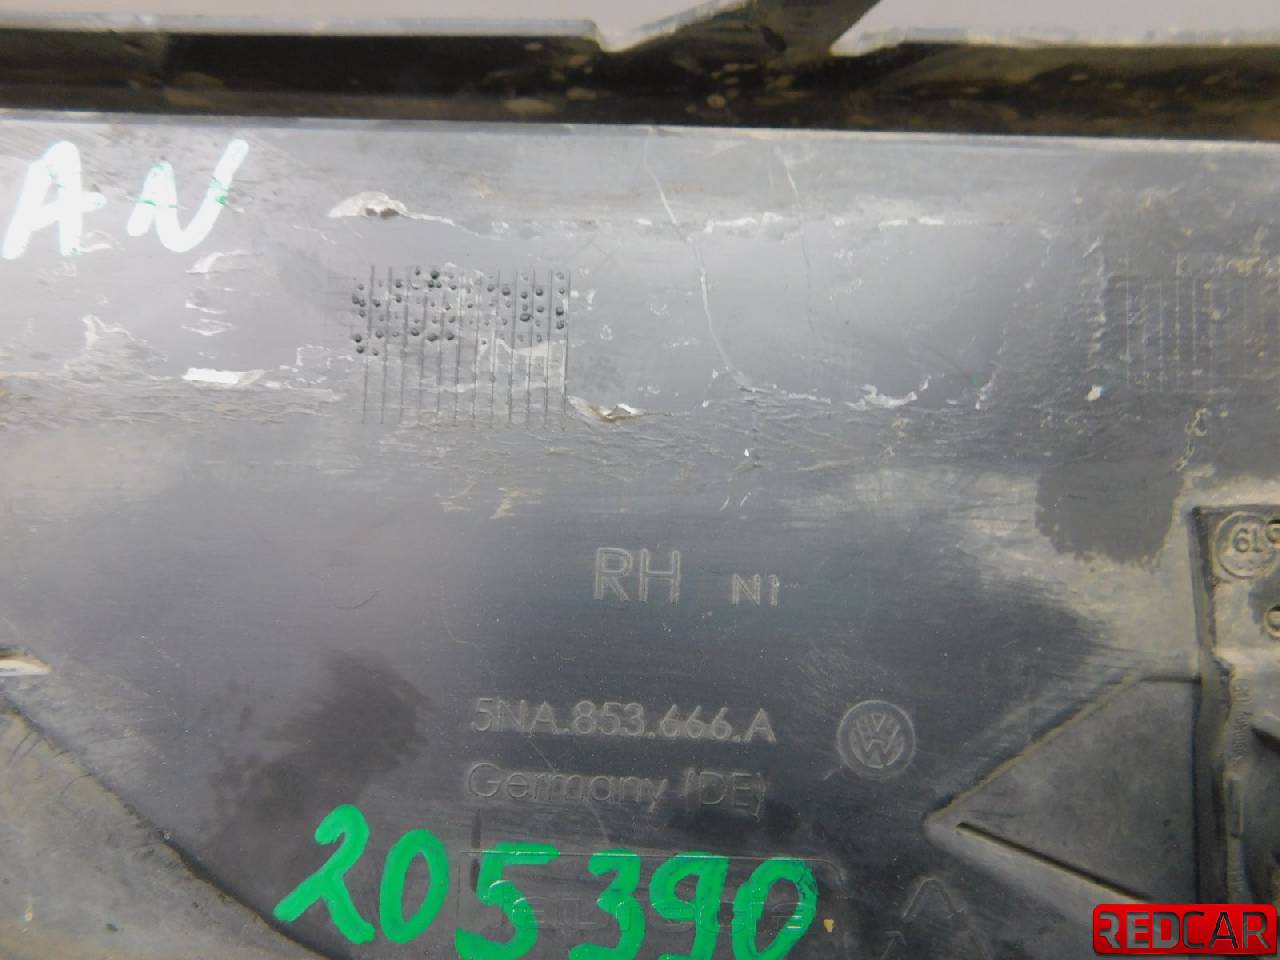 AN
RH N1
5NA.853.666.A
Germany (DE)
205390
REDCAR